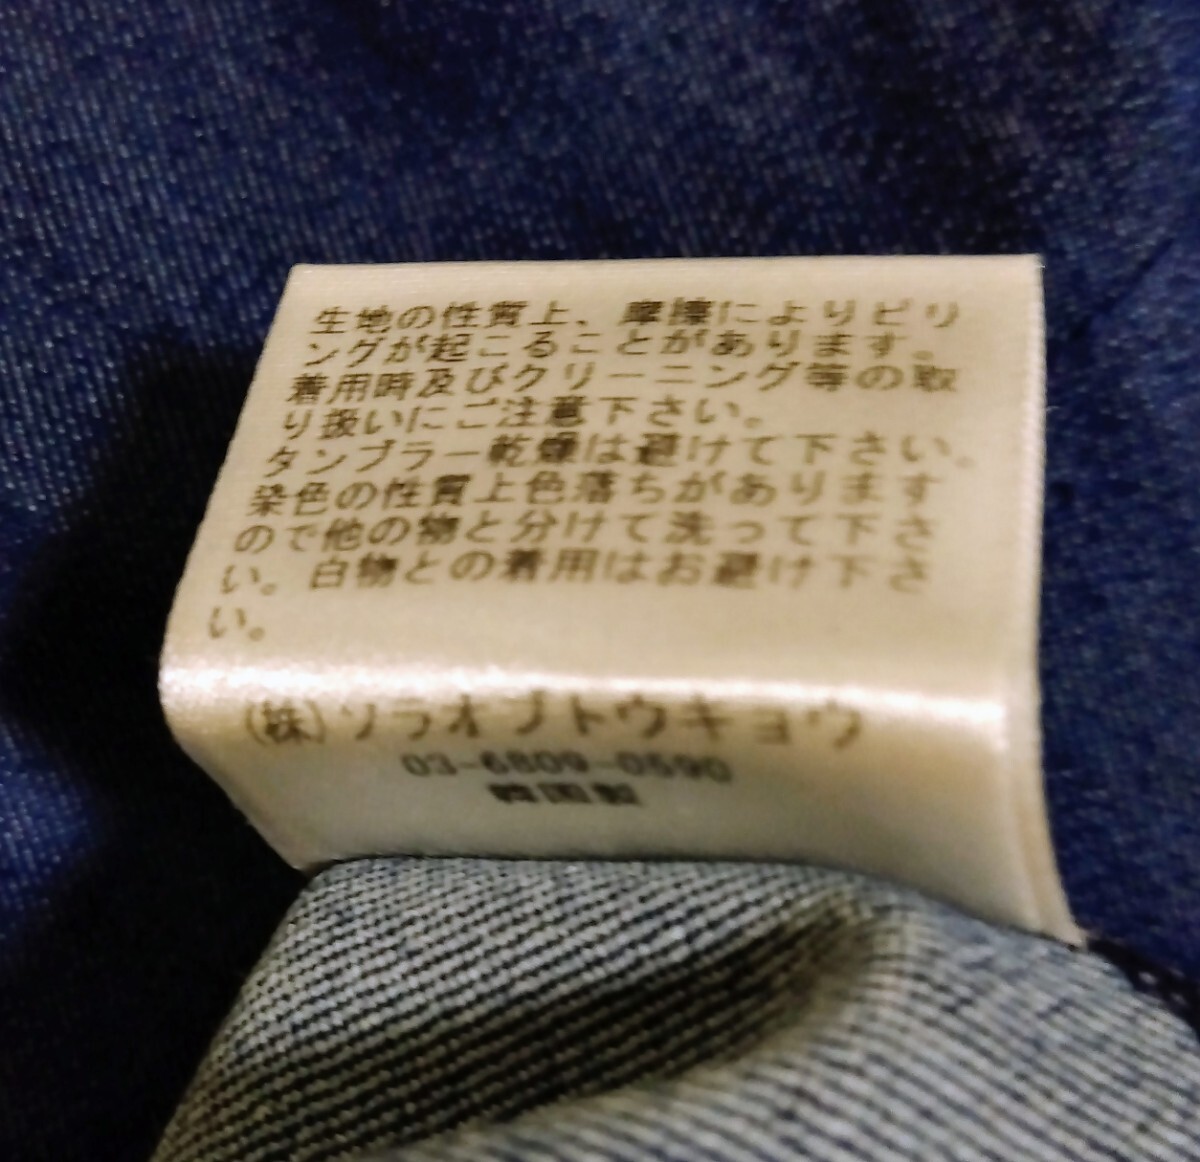 生地の性質上、摩擦によりピリ
ングが起こることがあります。
着用時及びクリーニング等の取
り扱いにご注意下さい。
タンブラー乾燥は避けて下さい。
染色の性質上色落ちがあります
ので他の物と分けて洗って下さ
い。白物との着用はお避け下さ
い。
(株)ソラオブトウキョウ
03-6809-0590
韓国製